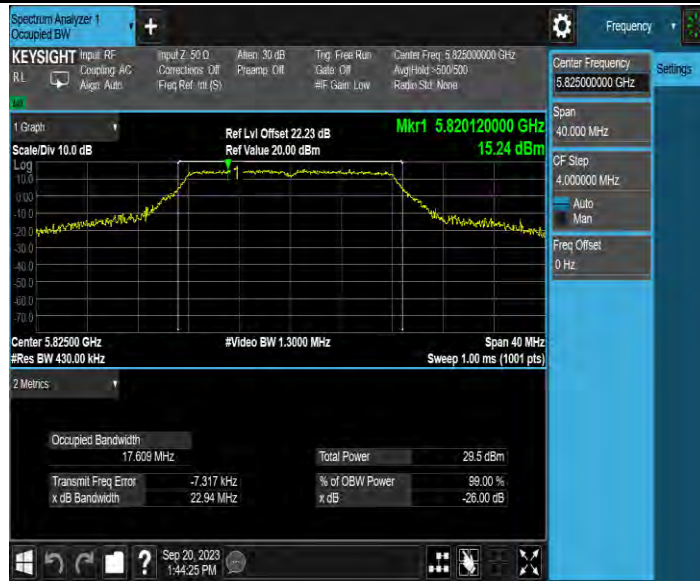 Spectrum Analyzer 1
Occupied BW
+
Frequency
KEYSIGHT
RL
Input: RF
Coupling: AC
Align: Auto
Input Z: 50 Ω
Corrections: Off
Freq Ref: Int (S)
Atten: 30 dB
Preamp: Off
Trig: Free Run
Gate: Off
#IF Gain: Low
Center Freq: 5.825000000 GHz
Avg|Hold:>500/500
Radio Std: None
Center Frequency
5.825000000 GHz
Settings
Span
40.000 MHz
CF Step
4.000000 MHz
Auto
Man
Freq Offset
0 Hz
1 Graph
Scale/Div 10.0 dB
Ref Lvl Offset 22.23 dB
Ref Value 20.00 dBm
Mkr1 5.820120000 GHz
15.24 dBm
Log
10.0
0.00
-10.0
-20.0
-30.0
-40.0
-50.0
-60.0
-70.0
1
Center 5.82500 GHz
#Res BW 430.00 kHz
#Video BW 1.3000 MHz
Span 40 MHz
Sweep 1.00 ms (1001 pts)
2 Metrics
Occupied Bandwidth
17.609 MHz
Total Power 29.5 dBm
Transmit Freq Error -7.317 kHz
% of OBW Power 99.00 %
x dB Bandwidth 22.94 MHz
x dB -26.00 dB
?
Sep 20, 2023
1:44:25 PM